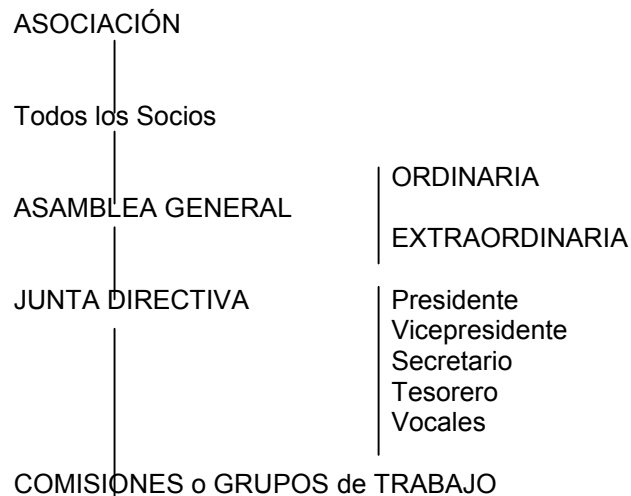 ASOCIACIÓN
Todos los Socios
ASAMBLEA GENERAL
ORDINARIA
EXTRAORDINARIA
JUNTA DIRECTIVA
Presidente
Vicepresidente
Secretario
Tesorero
Vocales
COMISIONES o GRUPOS de TRABAJO